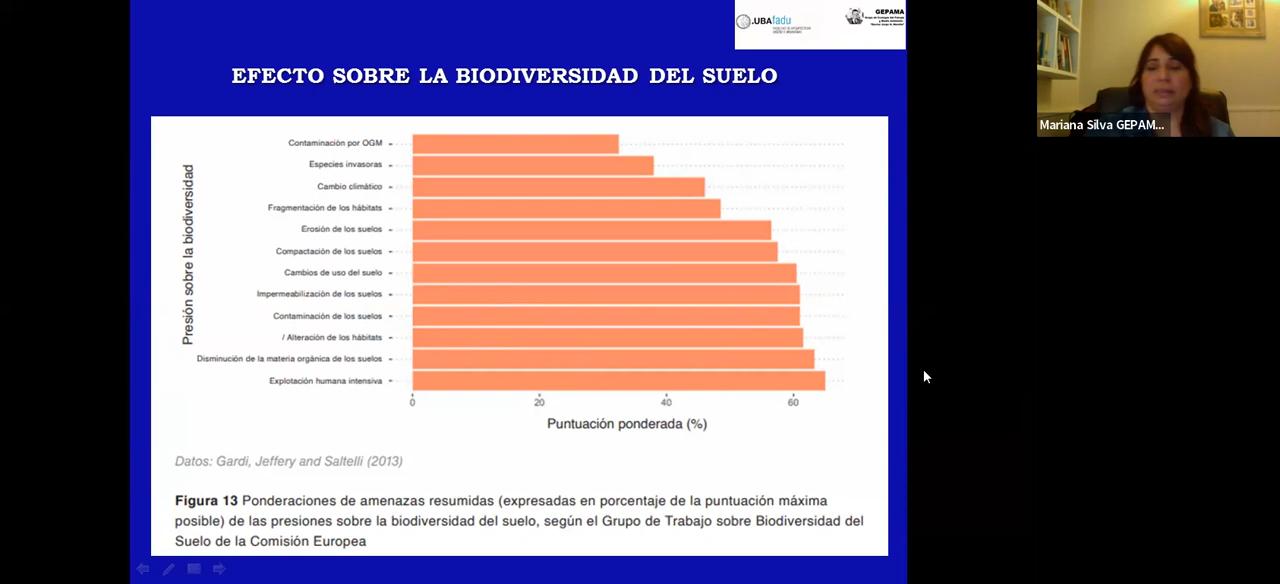 .UBAfadu
GEPAMA
EFECTO SOBRE LA BIODIVERSIDAD DEL SUELO
Mariana Silva GEPAM...
Presión sobre la biodiversidad
Contaminación por OGM
Especies invasoras
Cambio climático
Fragmentación de los hábitats
Erosión de los suelos
Compactación de los suelos
Cambios de uso del suelo
Impermeabilización de los suelos
Contaminación de los suelos
/ Alteración de los hábitats
Disminución de la materia orgánica de los suelos
Explotación humana intensiva
0 20 40 60
Puntuación ponderada (%)
Datos: Gardi, Jeffery and Saltelli (2013)
Figura 13 Ponderaciones de amenazas resumidas (expresadas en porcentaje de la puntuación máxima
posible) de las presiones sobre la biodiversidad del suelo, según el Grupo de Trabajo sobre Biodiversidad del
Suelo de la Comisión Europea